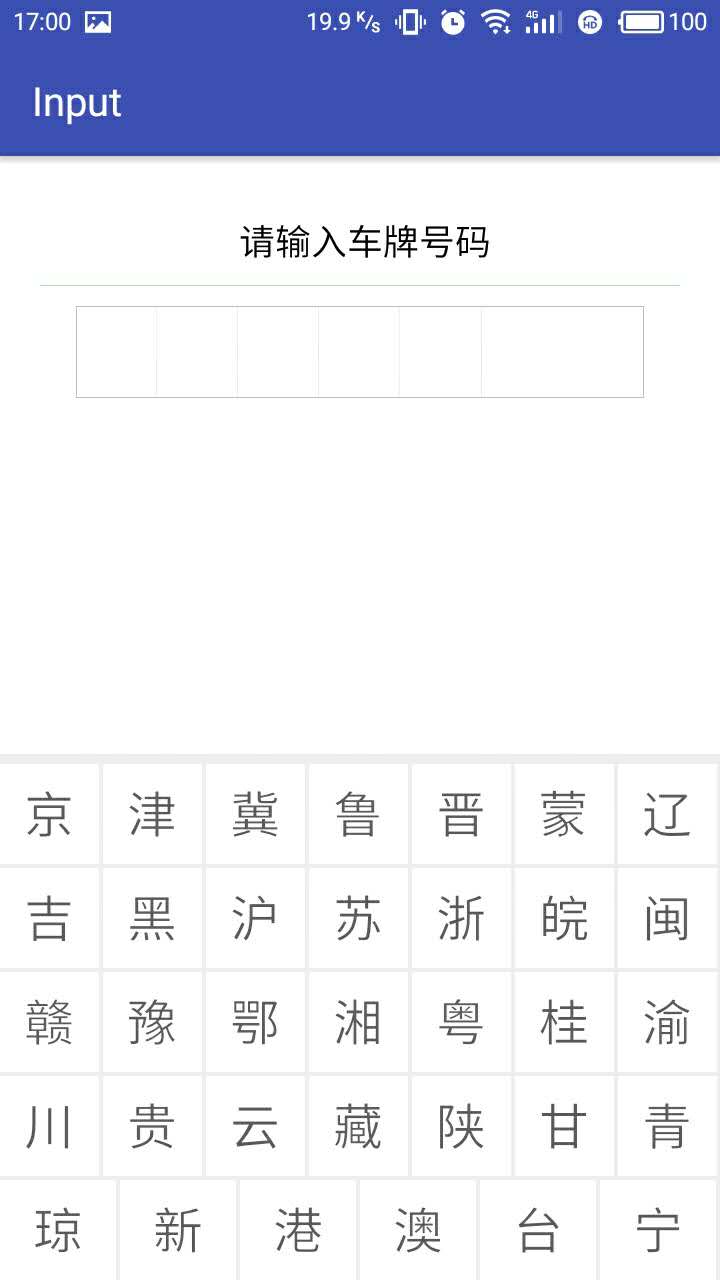 17:00 19.9 K/s 4G HD 100
Input
请输入车牌号码
京 津 冀 鲁 晋 蒙 辽
吉 黑 沪 苏 浙 皖 闽
赣 豫 鄂 湘 粤 桂 渝
川 贵 云 藏 陕 甘 青
琼 新 港 澳 台 宁